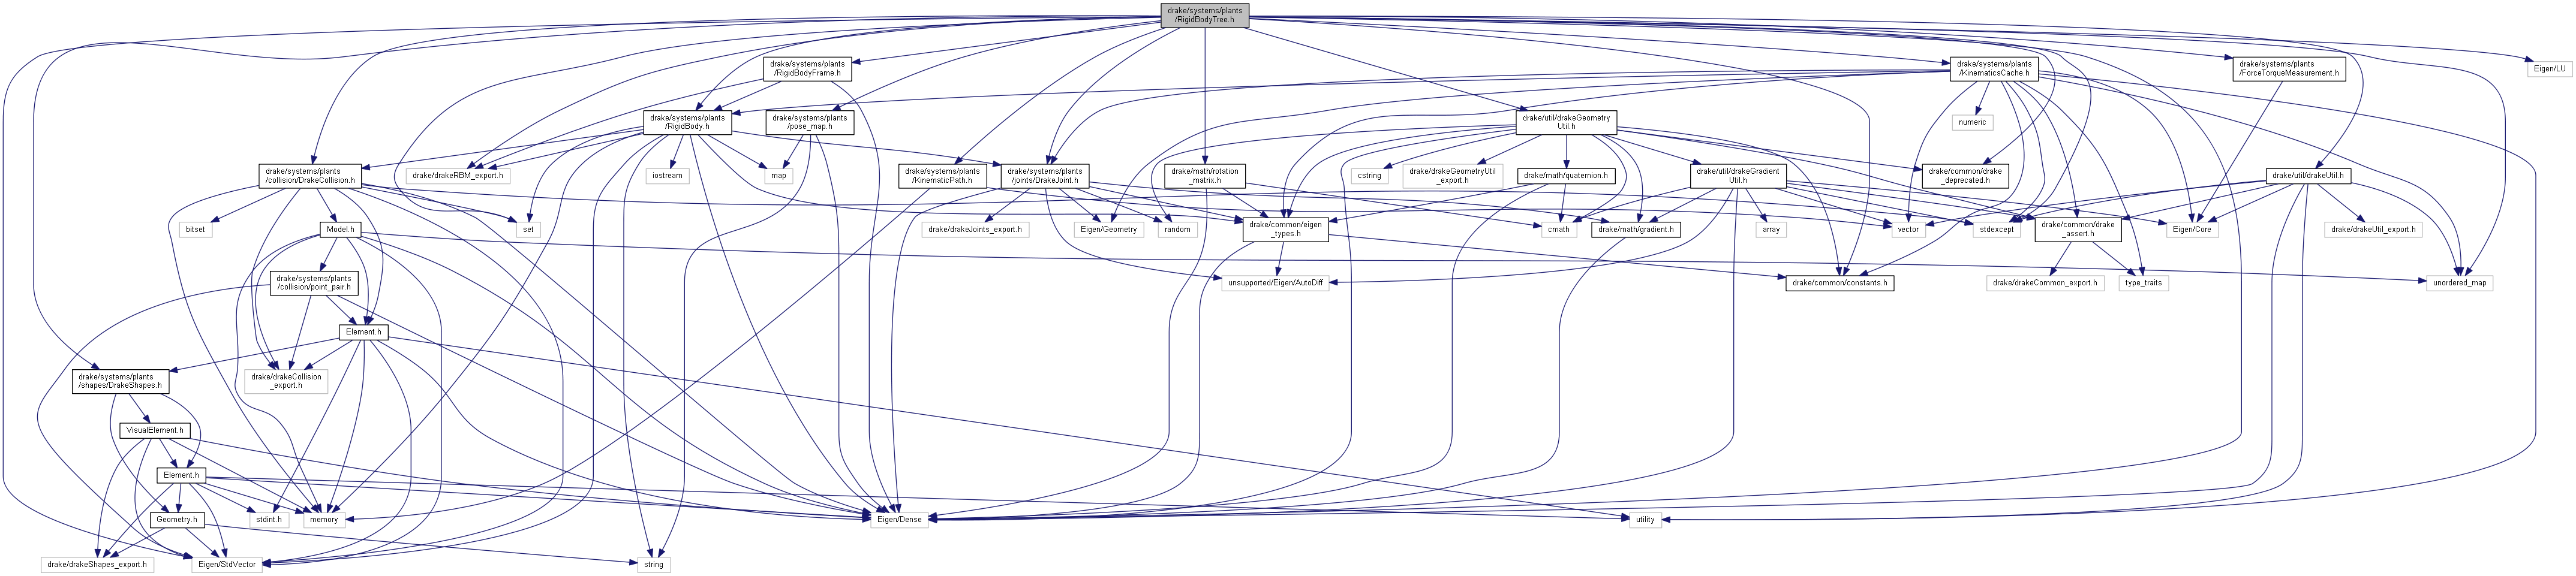 drake/systems/plants
/RigidBodyTree.h
drake/systems/plants
/RigidBodyFrame.h
drake/systems/plants
/KinematicsCache.h
drake/systems/plants
/ForceTorqueMeasurement.h
Eigen/LU
drake/systems/plants
/RigidBody.h
drake/systems/plants
/pose_map.h
numeric
drake/util/drakeGeometry
Util.h
drake/systems/plants
/collision/DrakeCollision.h
drake/drakeRBM_export.h
iostream
map
drake/systems/plants
/KinematicPath.h
drake/systems/plants
/joints/DrakeJoint.h
drake/math/rotation
_matrix.h
cstring
drake/drakeGeometryUtil
_export.h
drake/math/quaternion.h
drake/util/drakeGradient
Util.h
drake/common/drake
_deprecated.h
drake/util/drakeUtil.h
bitset
Model.h
set
drake/drakeJoints_export.h
Eigen/Geometry
random
drake/common/eigen
_types.h
cmath
drake/math/gradient.h
array
vector
stdexcept
drake/common/drake
_assert.h
Eigen/Core
drake/drakeUtil_export.h
drake/systems/plants
/collision/point_pair.h
unsupported/Eigen/AutoDiff
drake/common/constants.h
drake/drakeCommon_export.h
type_traits
unordered_map
Element.h
drake/systems/plants
/shapes/DrakeShapes.h
drake/drakeCollision
_export.h
VisualElement.h
Element.h
Geometry.h
stdint.h
memory
Eigen/Dense
utility
drake/drakeShapes_export.h
Eigen/StdVector
string